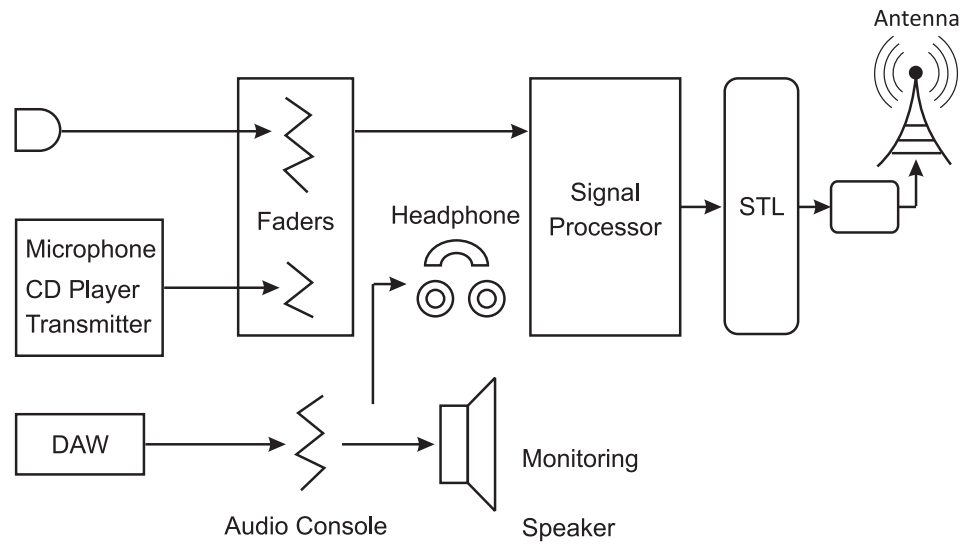 Antenna
Faders
Headphone
Signal
Processor
STL
Microphone
CD Player
Transmitter
DAW
Monitoring
Speaker
Audio Console